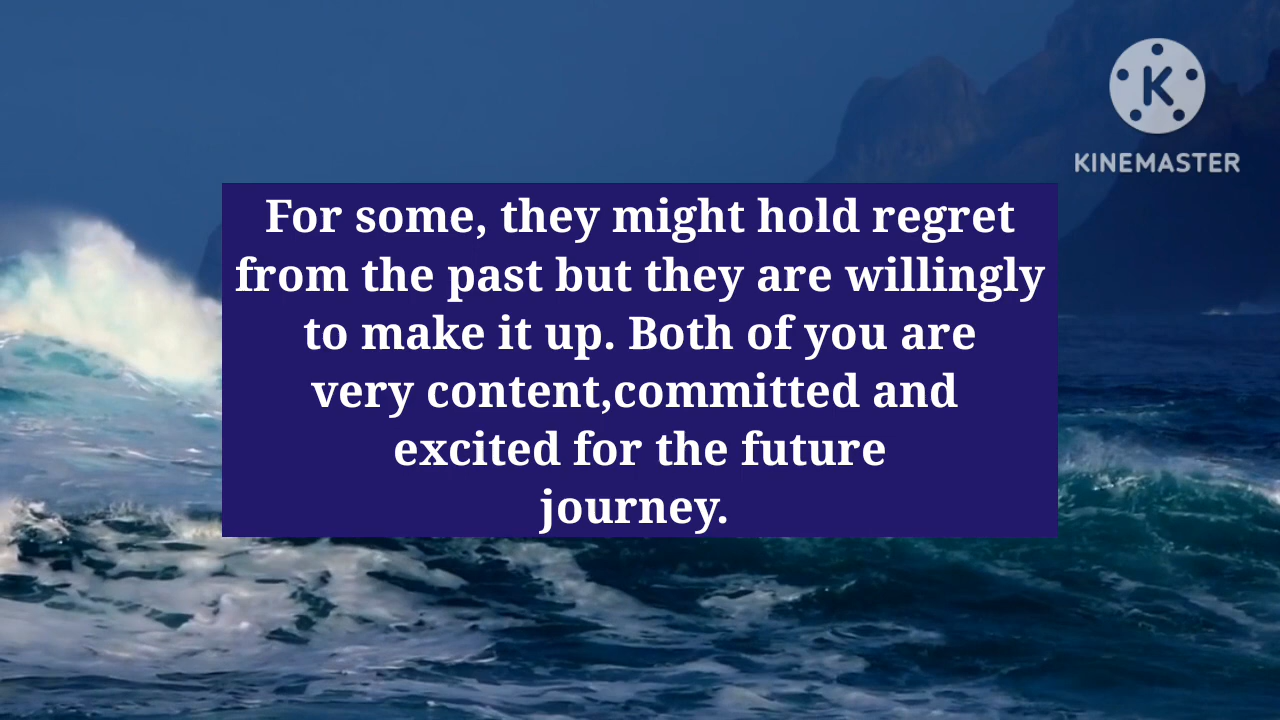 KINEMASTER
For some, they might hold regret
from the past but they are willingly
to make it up. Both of you are
very content,committed and
excited for the future
journey.